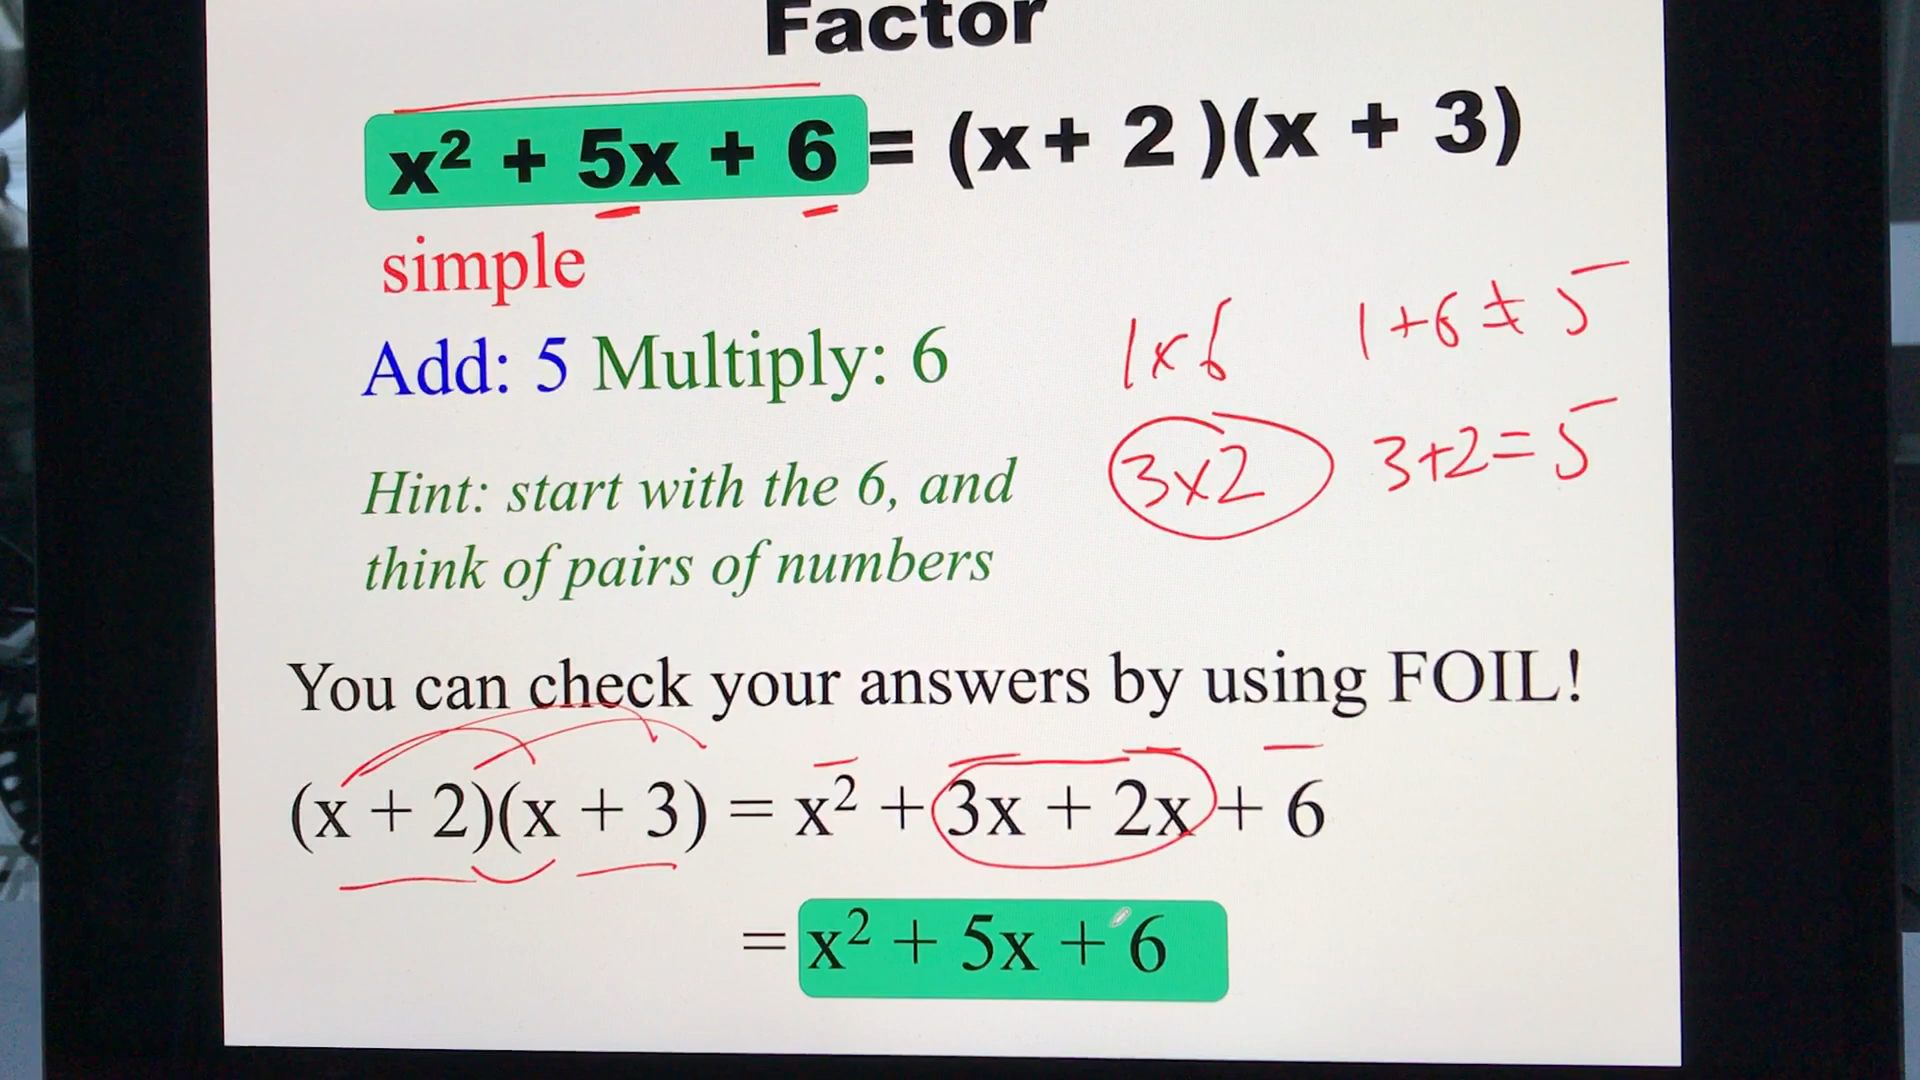 Factor
x² + 5x + 6 = (x + 2 )(x + 3)
simple
Add: 5 Multiply: 6
1x6 1+6 ≠ 5
Hint: start with the 6, and
think of pairs of numbers
3x2 3+2=5
You can check your answers by using FOIL!
(x + 2)(x + 3) = x² + 3x + 2x + 6
= x² + 5x + 6